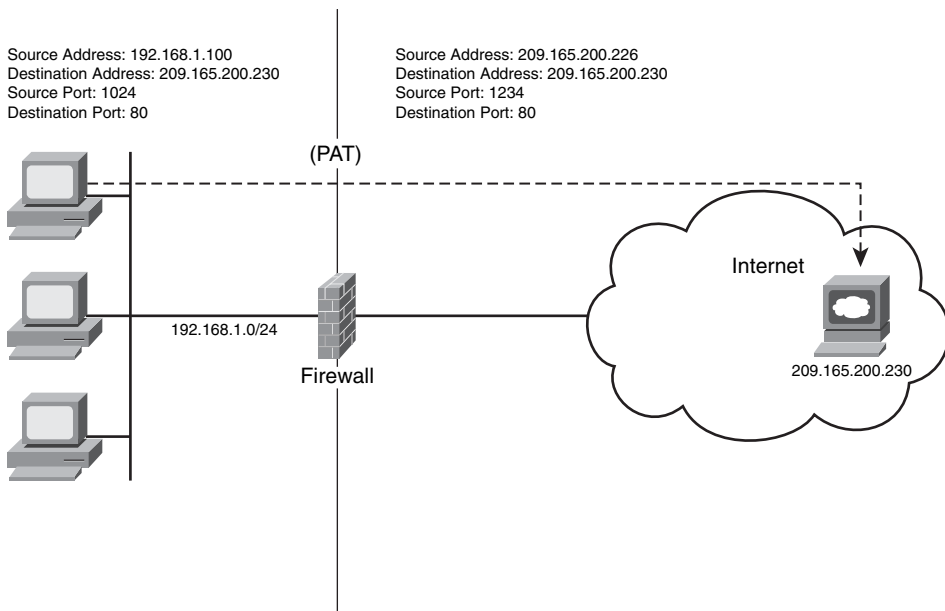 Source Address: 192.168.1.100
Destination Address: 209.165.200.230
Source Port: 1024
Destination Port: 80
Source Address: 209.165.200.226
Destination Address: 209.165.200.230
Source Port: 1234
Destination Port: 80
(PAT)
Internet
192.168.1.0/24
Firewall
209.165.200.230